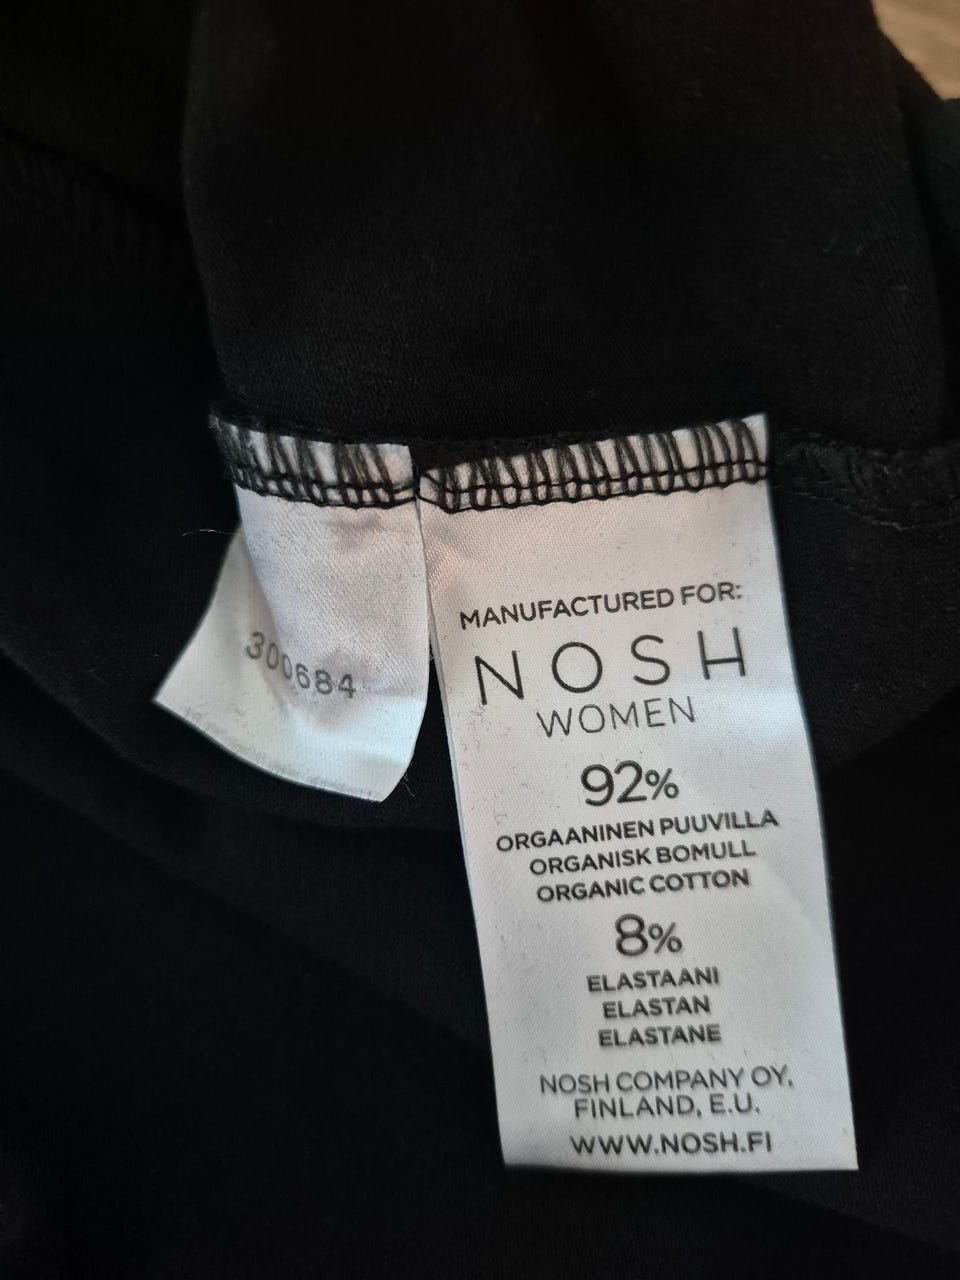 300684
MANUFACTURED FOR:
NOSH
WOMEN
92%
ORGAANINEN PUUVILLA
ORGANISK BOMULL
ORGANIC COTTON
8%
ELASTAANI
ELASTAN
ELASTANE
NOSH COMPANY OY,
FINLAND, E.U.
WWW.NOSH.FI